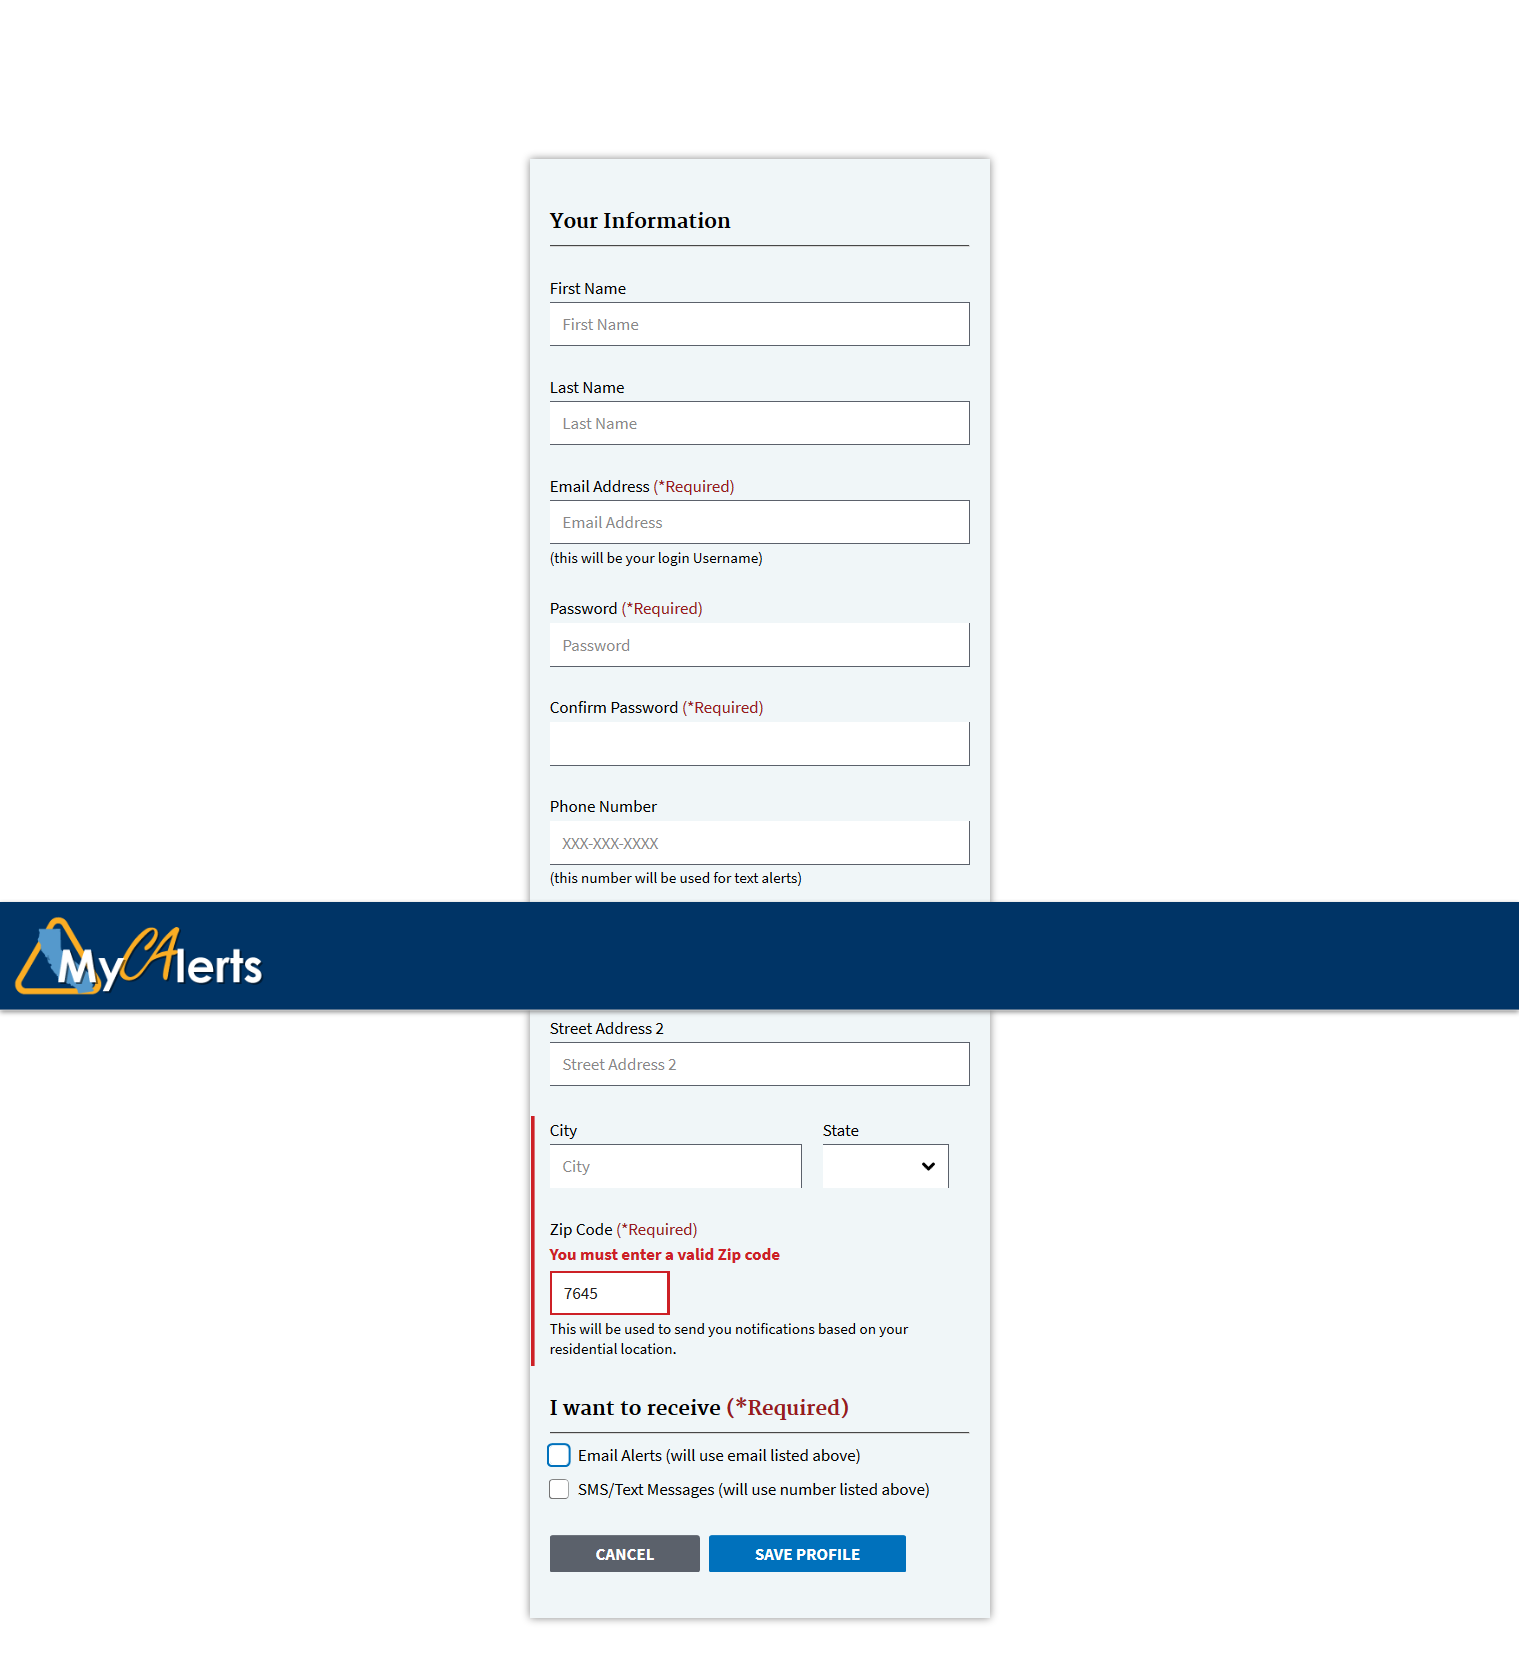 Your Information
First Name
First Name
Last Name
Last Name
Email Address (*Required)
Email Address
(this will be your login Username)
Password (*Required)
Password
Confirm Password (*Required)
Phone Number
XXX-XXX-XXXX
(this number will be used for text alerts)
MyCAlerts
Street Address 2
Street Address 2
City State
City
Zip Code (*Required)
You must enter a valid Zip code
7645
This will be used to send you notifications based on your
residential location.
I want to receive (*Required)
Email Alerts (will use email listed above)
SMS/Text Messages (will use number listed above)
CANCEL SAVE PROFILE